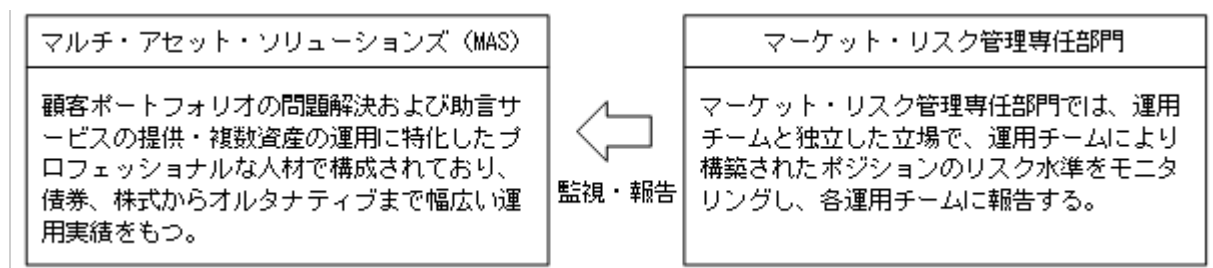 マルチ・アセット・ソリューションズ（MAS）
顧客ポートフォリオの問題解決および助言サ
ービスの提供・複数資産の運用に特化したプ
ロフェッショナルな人材で構成されており、
債券、株式からオルタナティブまで幅広い運
用実績をもつ。
監視・報告
マーケット・リスク管理専任部門
マーケット・リスク管理専任部門では、運用
チームと独立した立場で、運用チームにより
構築されたポジションのリスク水準をモニタ
リングし、各運用チームに報告する。